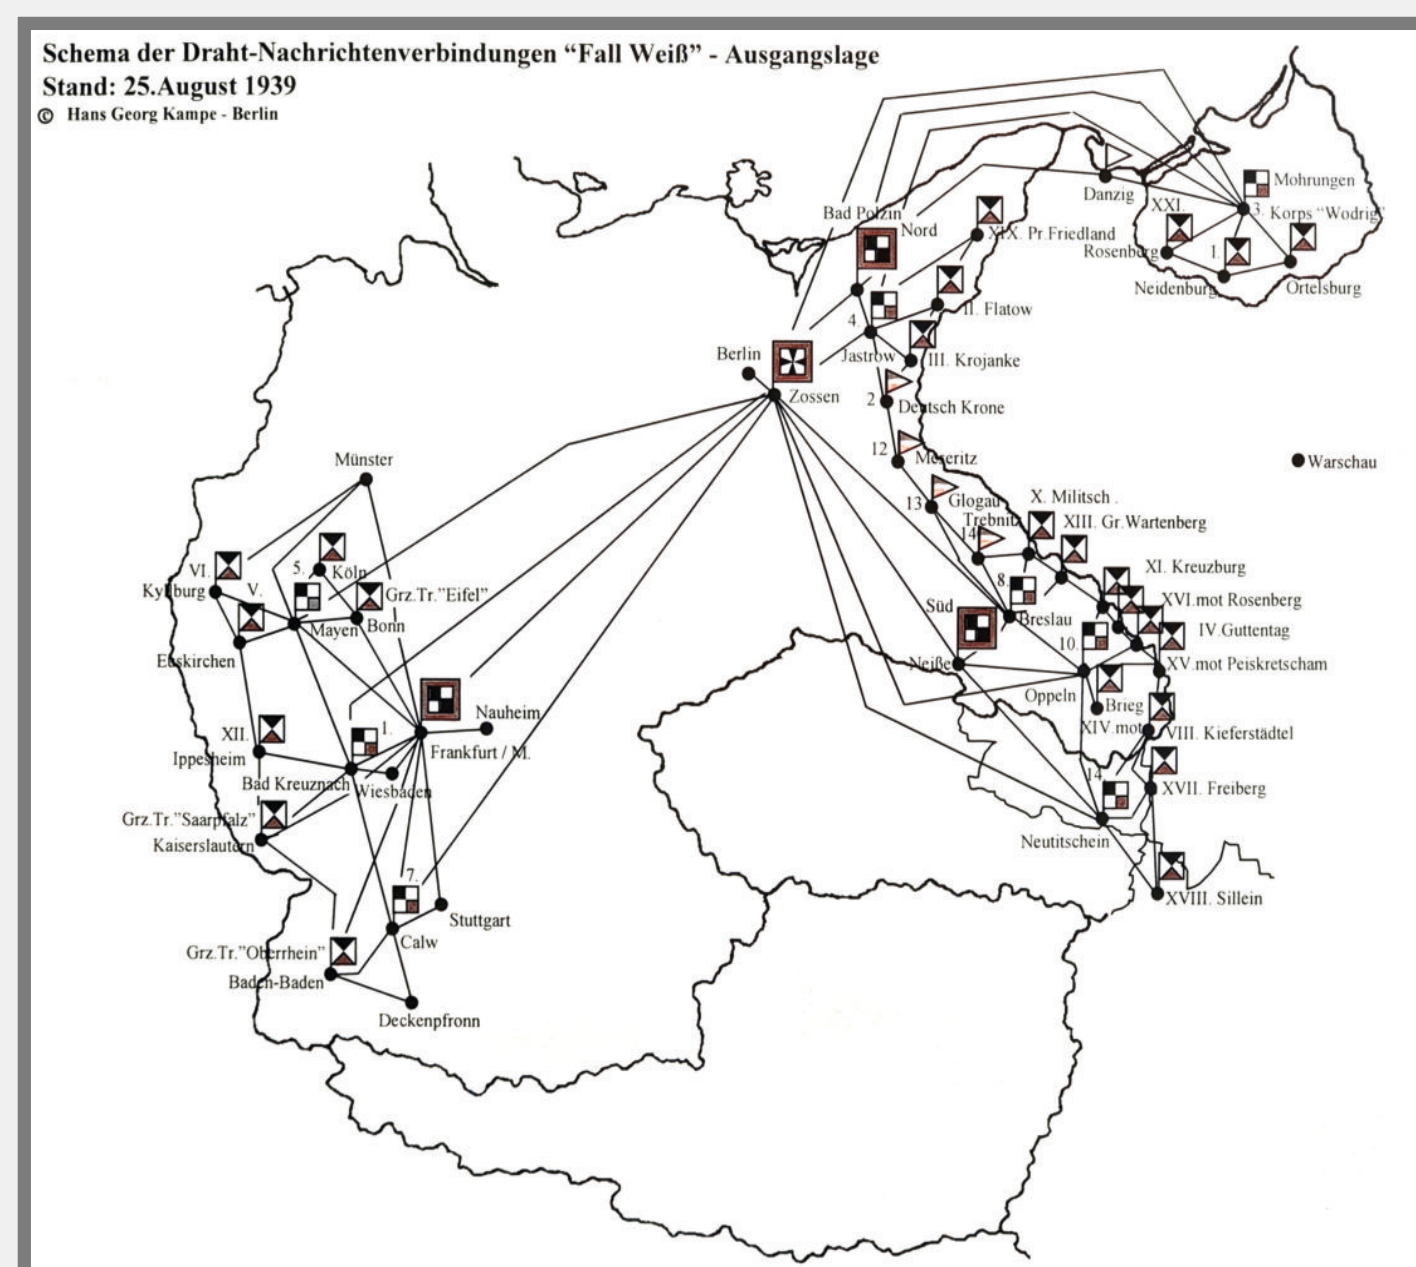 Schema der Draht-Nachrichtenverbindungen “Fall Weiß” - Ausgangslage
Stand: 25.August 1939
© Hans Georg Kampe - Berlin
Danzig
Mohrungen
XXI.
3. Korps “Wodrig”
Bad Polzin
Nord
XIX. Pr.Friedland
Rosenberg
I.
Neidenburg
Ortelsburg
II. Flatow
4.
Jastrow
III. Krojanke
Berlin
Zossen
2
Deutsch Krone
12
Meseritz
Warschau
Münster
13
Glogau
X. Militsch .
Trebnitz
XIII. Gr.Wartenberg
14
VI.
5.
Köln
XI. Kreuzburg
Kyllburg
V.
Grz.Tr.”Eifel”
8.
XVI.mot Rosenberg
Süd
Breslau
Mayen
Bonn
IV.Guttentag
10.
Euskirchen
Neiße
XV.mot Peiskretscham
Oppeln
Brieg
Nauheim
XIV.mot
XII.
1.
VIII. Kieferstädtel
Ippesheim
Frankfurt / M.
Bad Kreuznach
Wiesbaden
14.
XVII. Freiberg
Grz.Tr.”Saarpfalz”
Kaiserslautern
Neutitschein
7.
XVIII. Sillein
Stuttgart
Calw
Grz.Tr.”Oberrhein”
Baden-Baden
Deckenpfronn